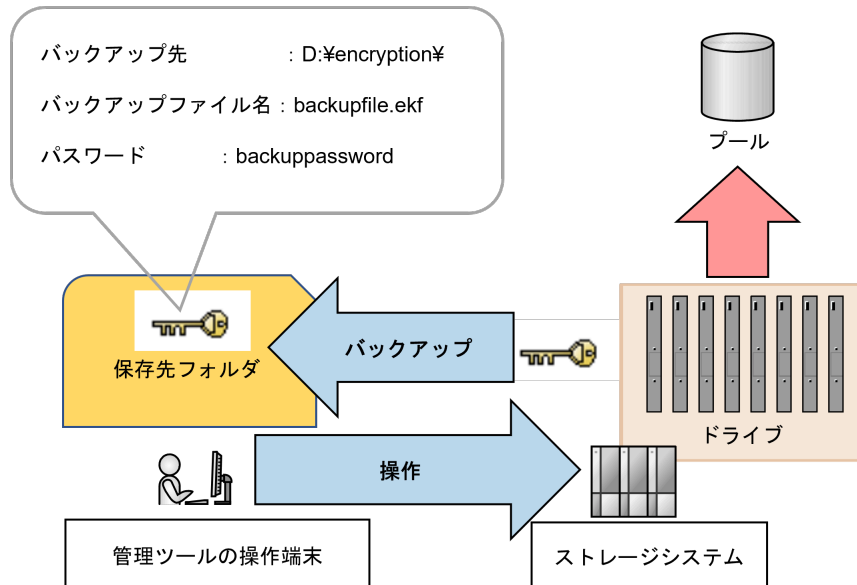 バックアップ先 : D:¥encryption¥
バックアップファイル名 : backupfile.ekf
パスワード : backuppassword
プール
バックアップ
保存先フォルダ
ドライブ
操作
管理ツールの操作端末
ストレージシステム